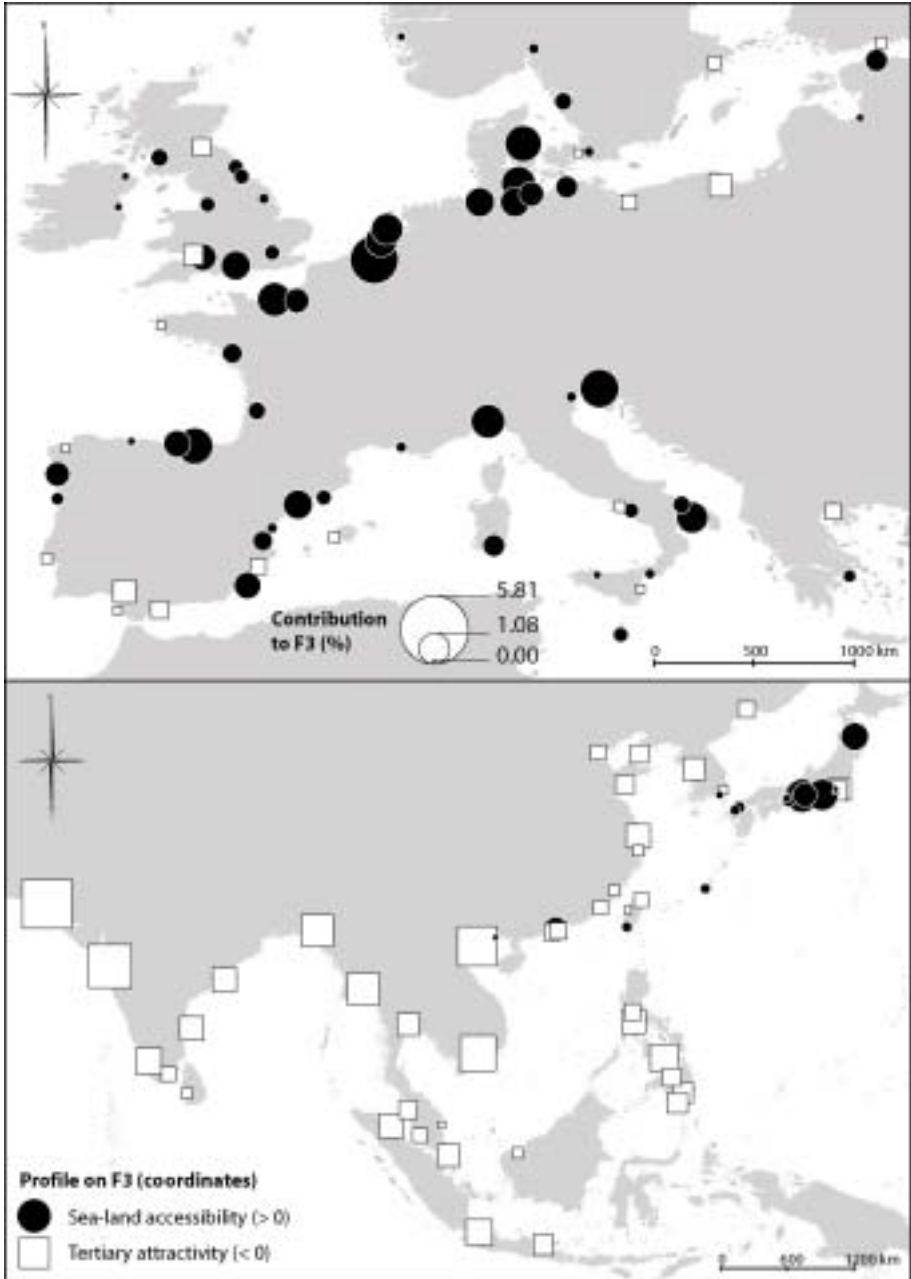 Contribution
to F3 (%)
5.81
1.08
0.00
0 500 1000 km
Profile on F3 (coordinates)
Sea-land accessibility (> 0)
Tertiary attractivity (< 0)
0 600 1200 km